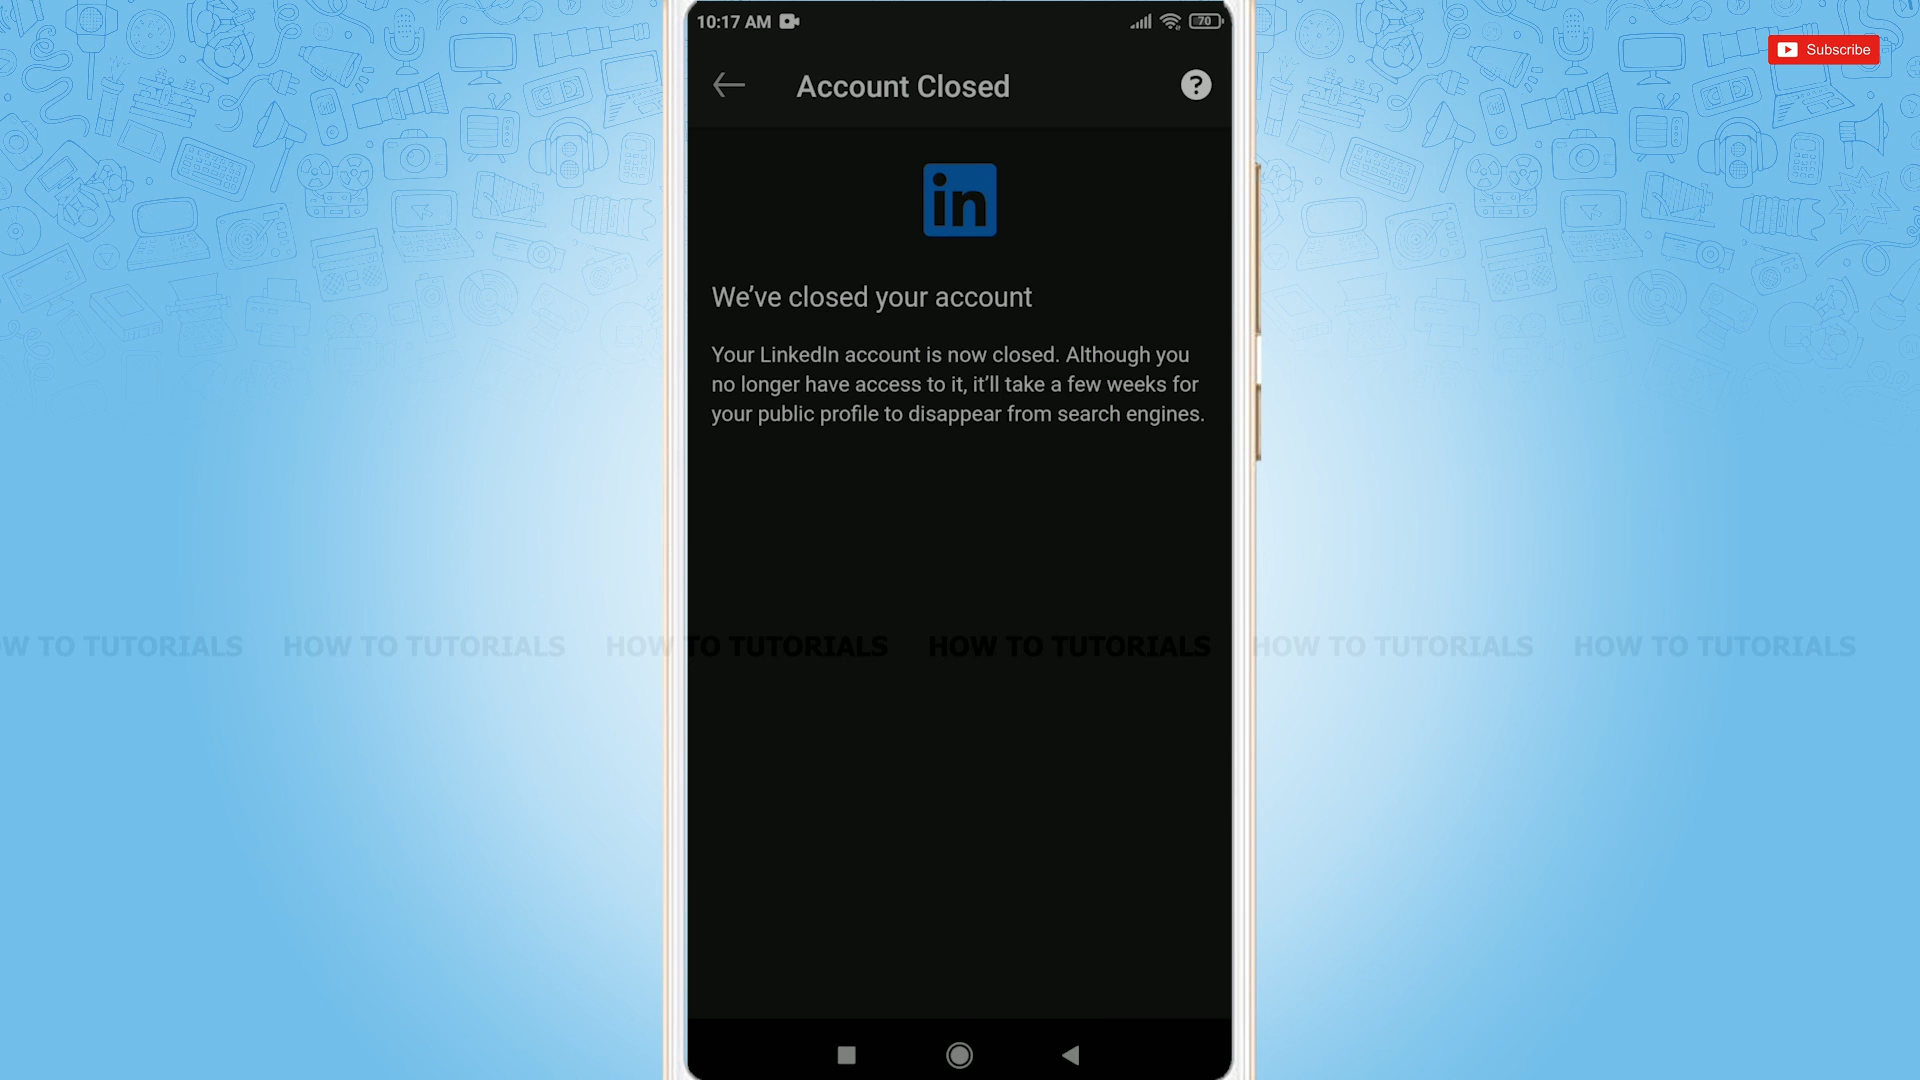 10:17 AM
70
Subscribe
Account Closed
?
in
We’ve closed your account
Your LinkedIn account is now closed. Although you
no longer have access to it, it’ll take a few weeks for
your public profile to disappear from search engines.
W TO TUTORIALS HOW TO TUTORIALS HOW TO TUTORIALS HOW TO TUTORIALS HOW TO TUTORIALS HOW TO TUTORIALS